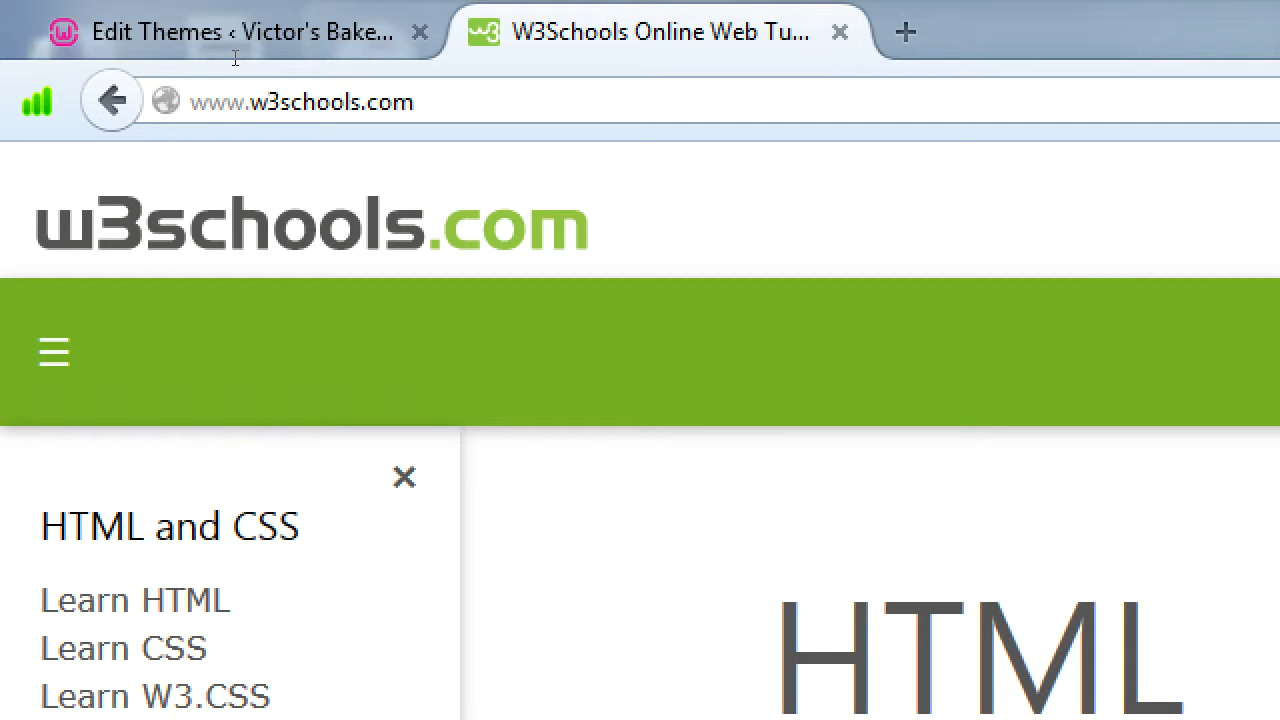 Edit Themes ‹ Victor's Bake...
W3Schools Online Web Tu...
www.w3schools.com
w3schools.com
HTML and CSS
Learn HTML
Learn CSS
Learn W3.CSS
HTML